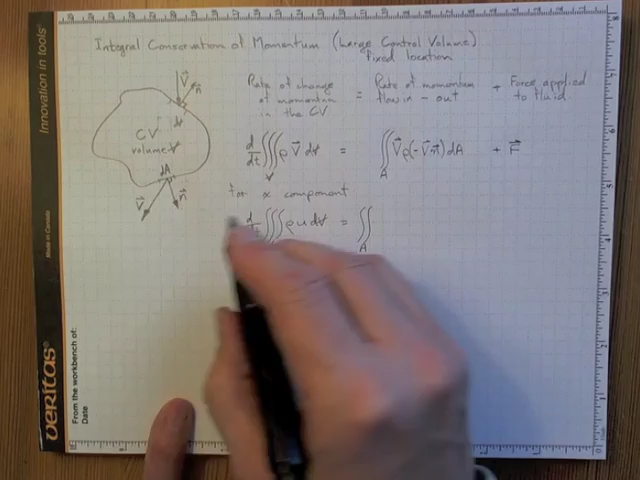 Integral Conservation of Momentum (Large Control Volume)
fixed location
Rate of change of momentum in the CV = Rate of momentum flow in - out + Force applied to fluid
CV
volume ∀
d∀
dA
V⃗
n⃗
V⃗
n⃗
d/dt ∭_∀ ρ V⃗ d∀ = ∬_A V⃗ρ(-V⃗·n⃗)dA + F⃗
for x component
d/dt ∭ ρ u d∀ = ∬_A
Innovation in tools®
Made in Canada
veritas®
From the workbench of:
Date